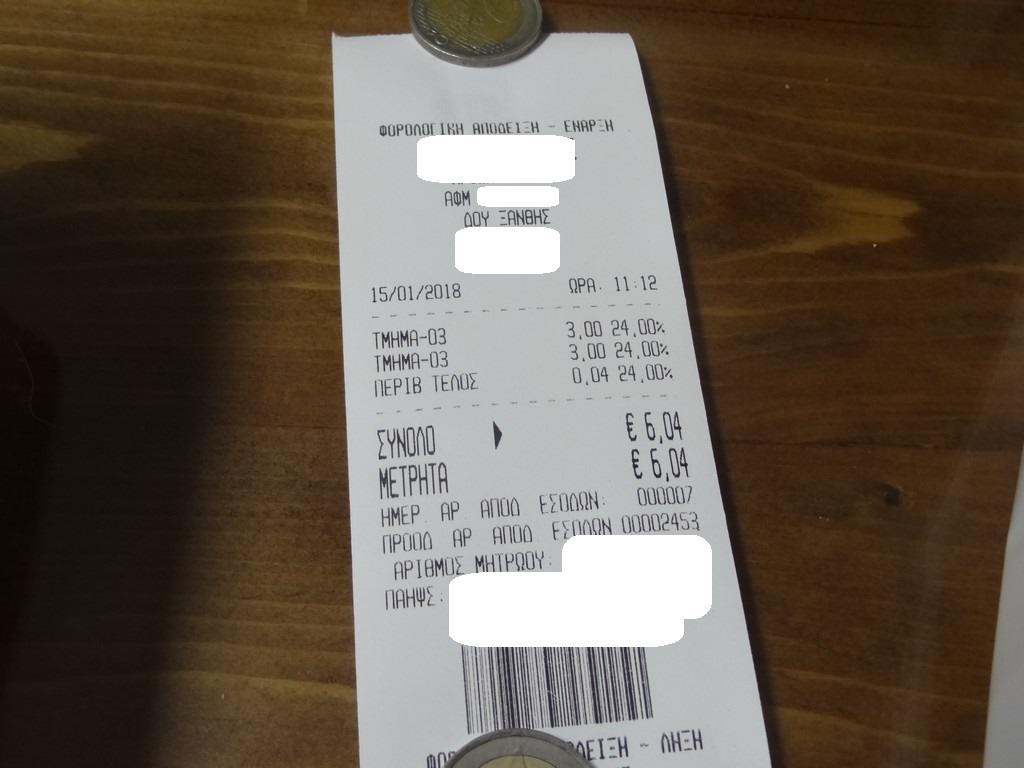 ΦΟΡΟΛΟΓΙΚΗ ΑΠΟΔΕΙΞΗ - ΕΝΑΡΞΗ
ΑΦΜ
ΔΟΥ ΞΑΝΘΗΣ
15/01/2018 ΩΡΑ: 11:12
ΤΜΗΜΑ-03 3,00 24,00%
ΤΜΗΜΑ-03 3,00 24,00%
ΠΕΡΙΒ ΤΕΛΟΣ 0,04 24,00%
ΣΥΝΟΛΟ € 6,04
ΜΕΤΡΗΤΑ € 6,04
ΗΜΕΡ ΑΡ ΑΠΟΔ ΕΣΟΔΩΝ: 000007
ΠΡΟΟΔ ΑΡ ΑΠΟΔ ΕΣΟΔΩΝ 00002453
ΑΡΙΘΜΟΣ ΜΗΤΡΩΟΥ:
ΠΛΗΨΣ:
- ΛΗΞΗ